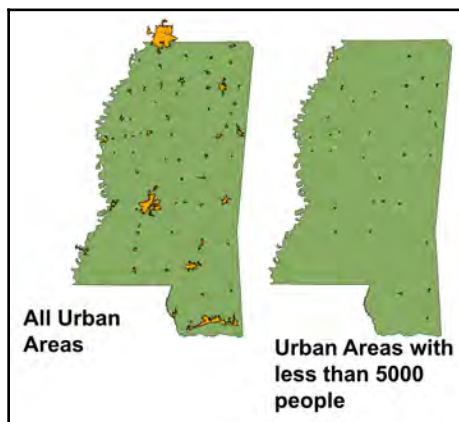 All Urban
Areas
Urban Areas with
less than 5000
people